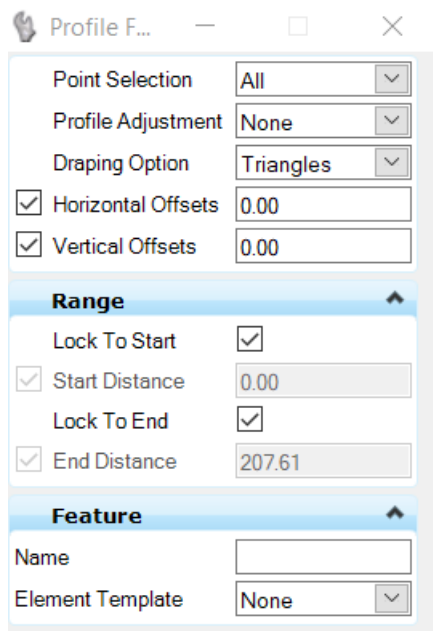 Profile F...
Point Selection All
Profile Adjustment None
Draping Option Triangles
Horizontal Offsets 0.00
Vertical Offsets 0.00
Range
Lock To Start
Start Distance 0.00
Lock To End
End Distance 207.61
Feature
Name
Element Template None